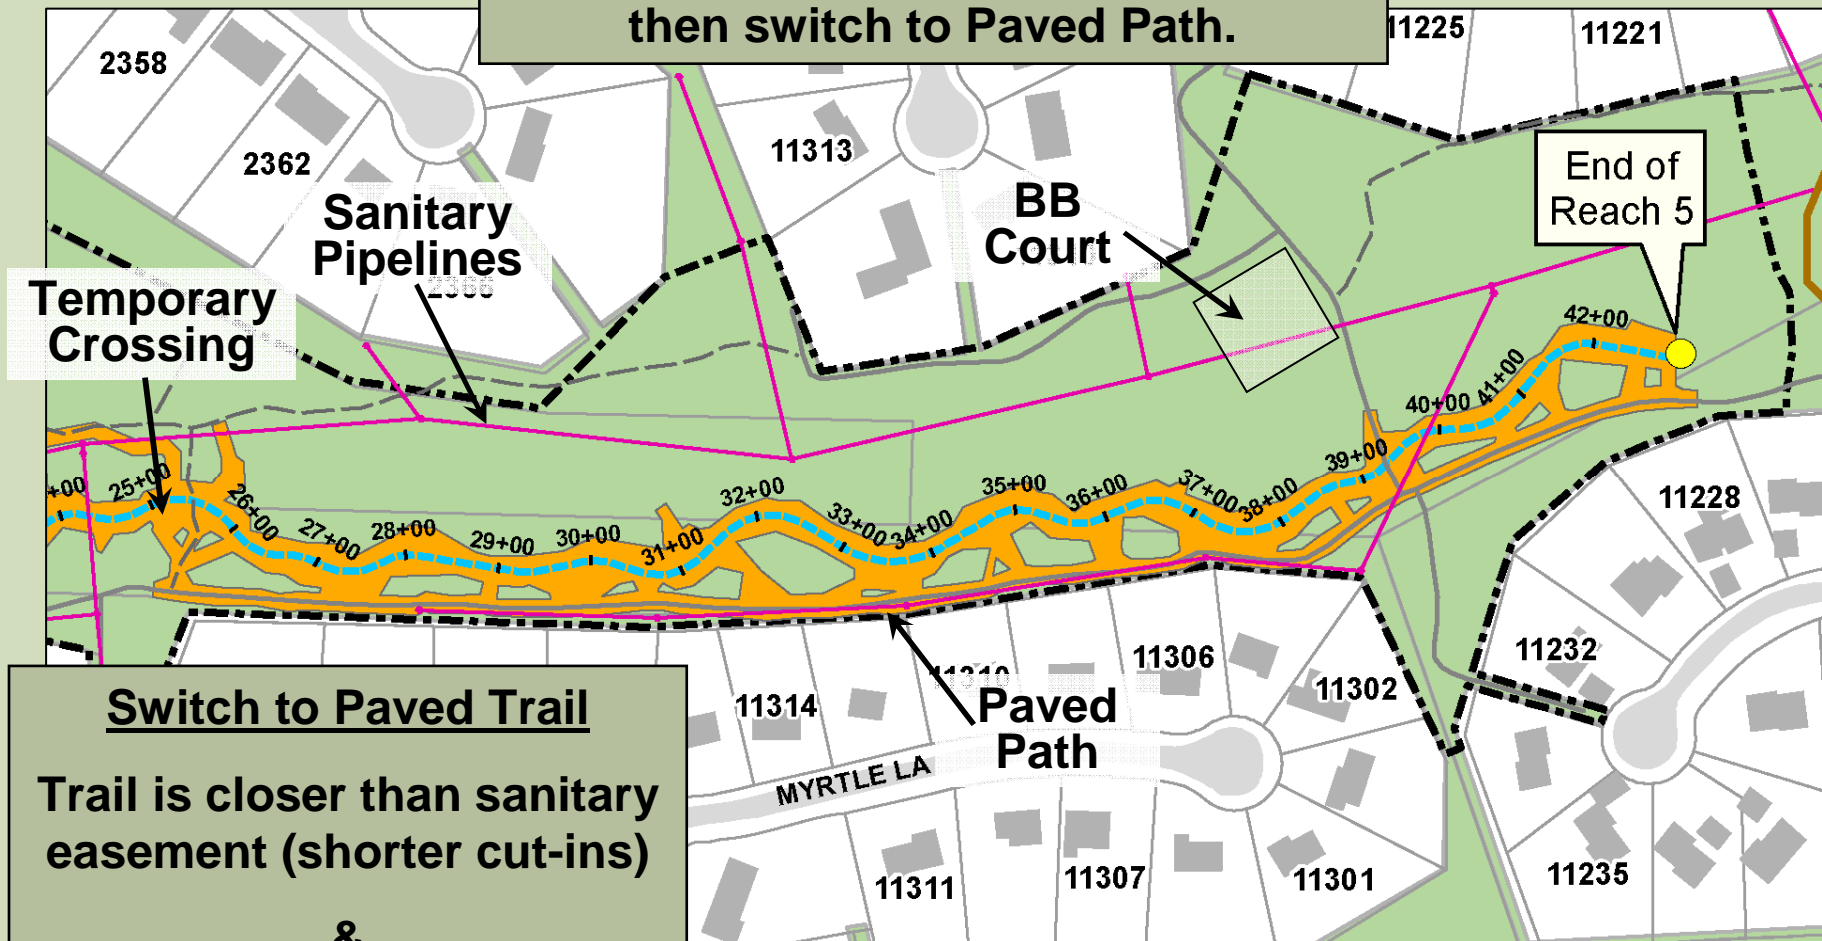 then switch to Paved Path.
11225
11221
2358
2362
11313
End of
Reach 5
Sanitary
Pipelines
BB
Court
Temporary
Crossing
+00
25+00
26+00
27+00
28+00
29+00
30+00
31+00
32+00
33+00
34+00
35+00
36+00
37+00
38+00
39+00
40+00
41+00
42+00
11228
11232
11310
11306
11302
11314
Paved
Path
MYRTLE LA
11311
11307
11301
11235
Switch to Paved Trail
Trail is closer than sanitary
easement (shorter cut-ins)
&